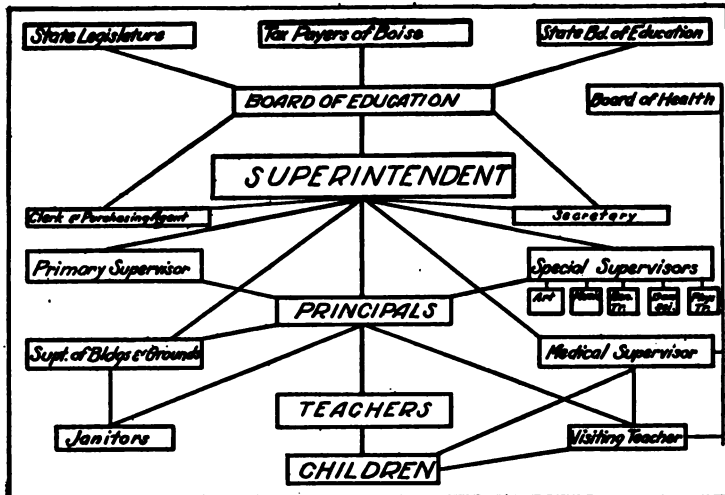 State Legislature
Tax Payers of Boise
State Bd. of Education
BOARD OF EDUCATION
Board of Health
SUPERINTENDENT
Clerk & Purchasing Agent
Secretary
Primary Supervisor
Special Supervisors
Art
Phys. Tr.
PRINCIPALS
Supt. of Bldgs & Grounds
Medical Supervisor
TEACHERS
Janitors
Visiting Teacher
CHILDREN